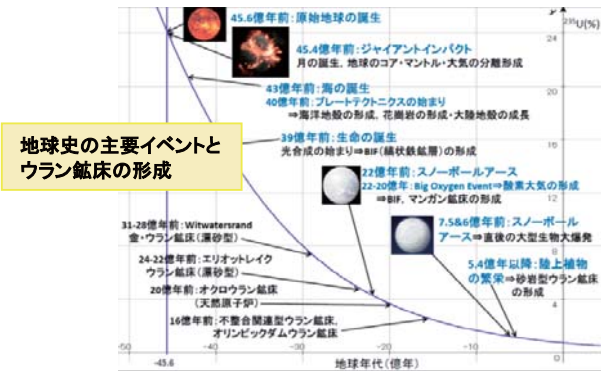 45.6億年前：原始地球の誕生
45.4億年前：ジャイアントインパクト
月の誕生、地球のコア・マントル・大気の分離形成
43億年前：海の誕生
40億年前：プレートテクトニクスの始まり
⇒海洋地殻の形成、花崗岩の形成・大陸地殻の成長
39億年前：生命の誕生
光合成の始まり⇒BIF（縞状鉄鉱層）の形成
地球史の主要イベントと
ウラン鉱床の形成
22億年前：スノーボールアース
22-20億年：Big Oxygen Event⇒酸素大気の形成
⇒BIF、マンガン鉱床の形成
7.5&6億年前：スノーボール
アース⇒直後の大型生物大爆発
5.4億年以降：陸上植物
の繁栄⇒砂岩型ウラン鉱床
の形成
31-28億年前：Witwatersrand
金・ウラン鉱床（漂砂型）
24-22億年前：エリオットレイク
ウラン鉱床（漂砂型）
20億年前：オクロウラン鉱床
（天然原子炉）
16億年前：不整合関連型ウラン鉱床、
オリンピックダムウラン鉱床
y
²³⁵U(%)
24
20
16
12
8
4
-50
-45.6
-40
-30
-20
-10
0
地球年代（億年）